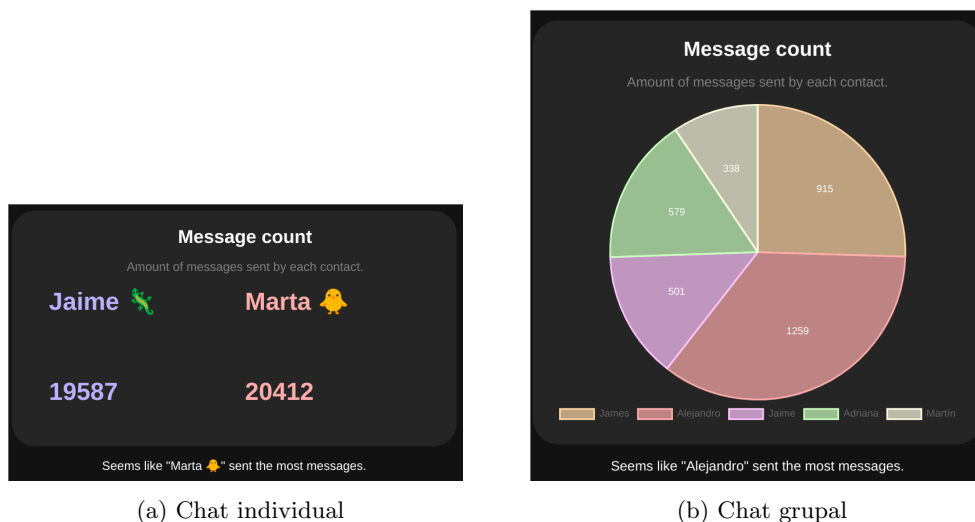 Message count
Amount of messages sent by each contact.
Jaime 🦎 Marta 🐥
19587 20412
Seems like "Marta 🐥" sent the most messages.
(a) Chat individual
Message count
Amount of messages sent by each contact.
338
915
579
501
1259
James Alejandro Jaime Adriana Martín
Seems like "Alejandro" sent the most messages.
(b) Chat grupal